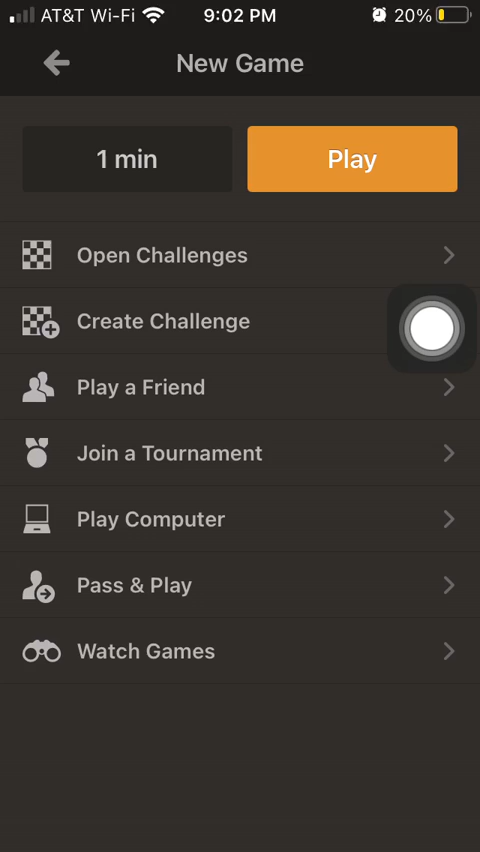 AT&T Wi-Fi 9:02 PM 20%
New Game
1 min Play
Open Challenges
Create Challenge
Play a Friend
Join a Tournament
Play Computer
Pass & Play
Watch Games